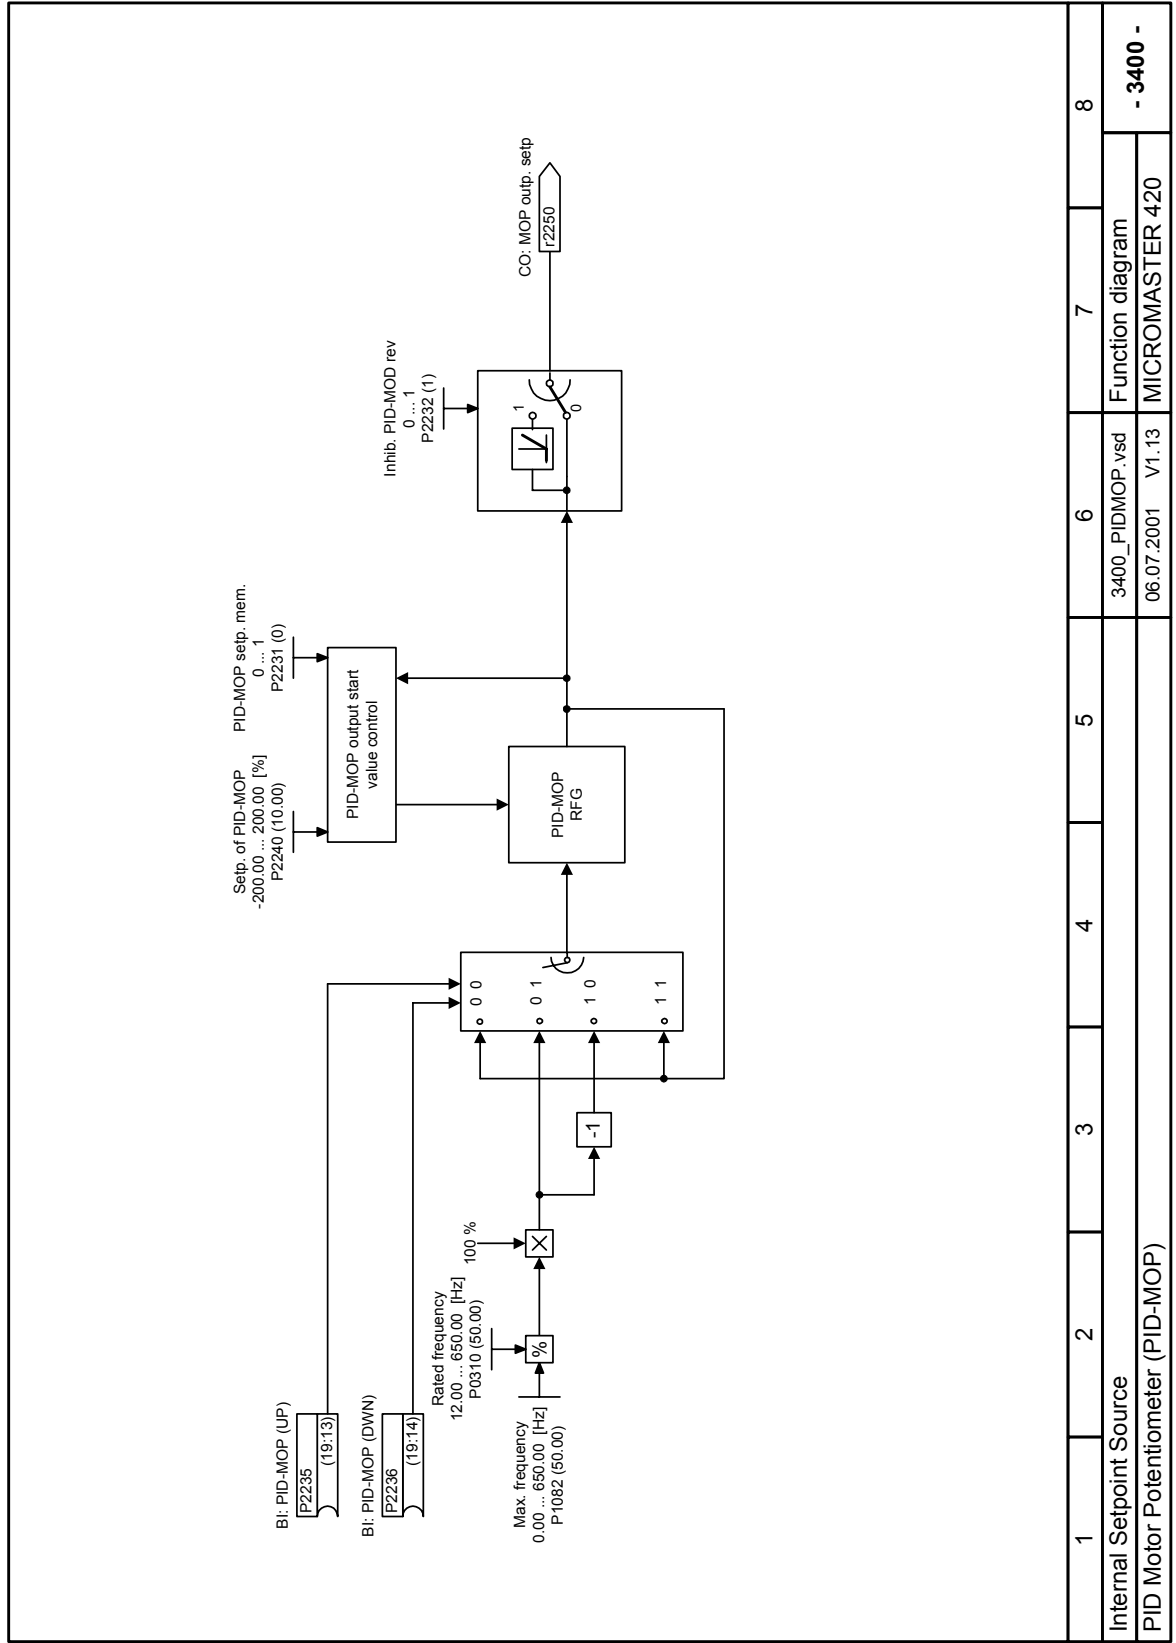 BI: PID-MOP (UP)
P2235
(19:13)
BI: PID-MOP (DWN)
P2236
(19:14)
Max. frequency
0.00 ... 650.00 [Hz]
P1082 (50.00)
Rated frequency
12.00 ... 650.00 [Hz]
P0310 (50.00)
%
100 %
-1
0 0
0 1
1 0
1 1
Setp. of PID-MOP
-200.00 ... 200.00 [%]
P2240 (10.00)
PID-MOP setp. mem.
0 ... 1
P2231 (0)
PID-MOP output start
value control
PID-MOP
RFG
Inhib. PID-MOD rev
0 ... 1
P2232 (1)
1
0
CO: MOP outp. setp
r2250
1 2 3 4 5 6 7 8
Internal Setpoint Source
3400_PIDMOP.vsd
Function diagram
- 3400 -
PID Motor Potentiometer (PID-MOP)
06.07.2001 V1.13
MICROMASTER 420